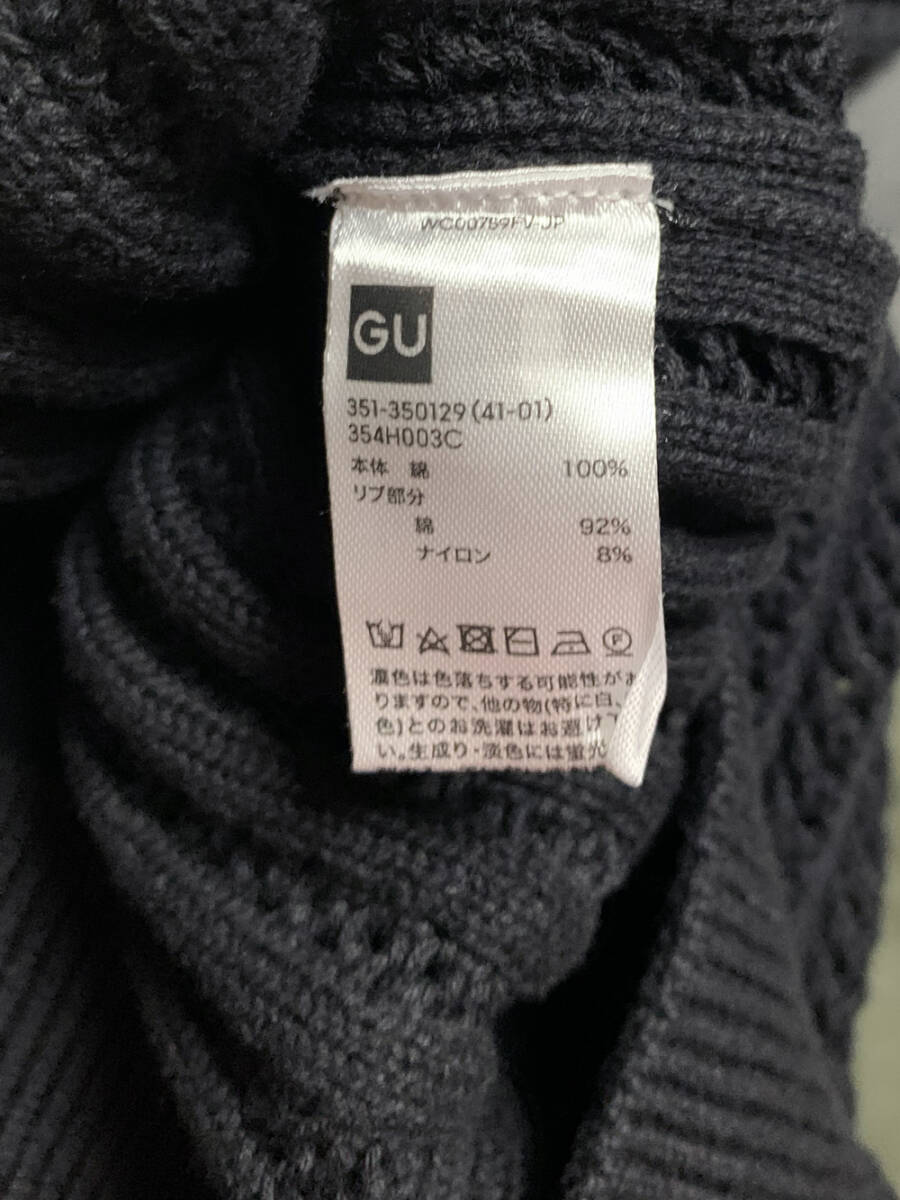 WC00759FV-JP
GU
351-350129 (41-01)
354H003C
本体 綿 100%
リブ部分
綿 92%
ナイロン 8%
F
濃色は色落ちする可能性があ
りますので、他の物(特に白、
色)とのお洗濯はお避けて
い。生成り・淡色には蛍光